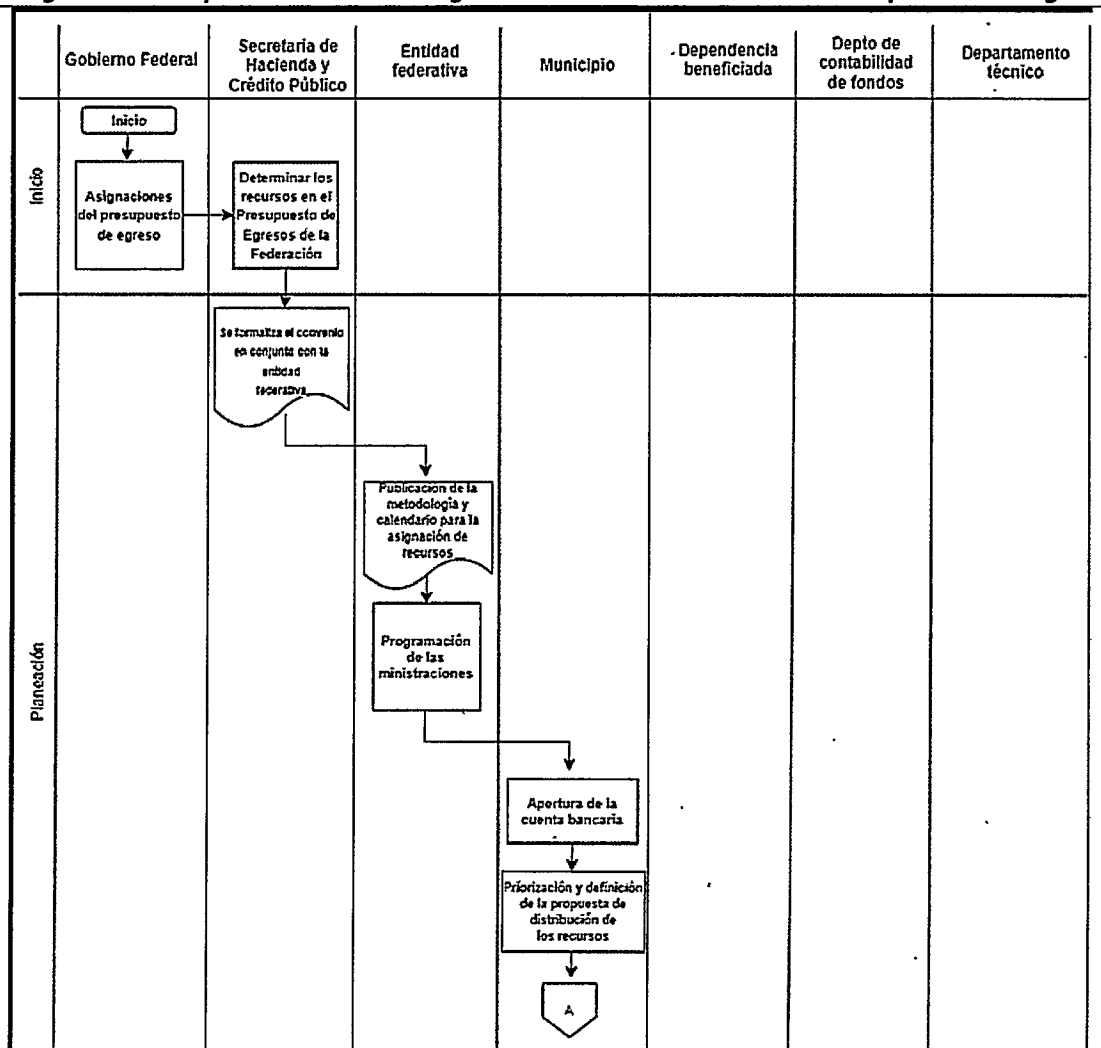 Gobierno Federal
Secretaria de
Hacienda y
Crédito Público
Entidad
federativa
Municipio
Dependencia
beneficiada
Depto de
contabilidad
de fondos
Departamento
técnico
Inicio
Inicio
Asignaciones
del presupuesto
de egreso
Determinar los
recursos en el
Presupuesto de
Egresos de la
Federación
Planeación
Se formaliza el convenio
en conjunto con la
entidad
federativa
Publicación de la
metodología y
calendario para la
asignación de
recursos
Programación
de las
ministraciones
Apertura de la
cuenta bancaria
Priorización y definición
de la propuesta de
distribución de
los recursos
A